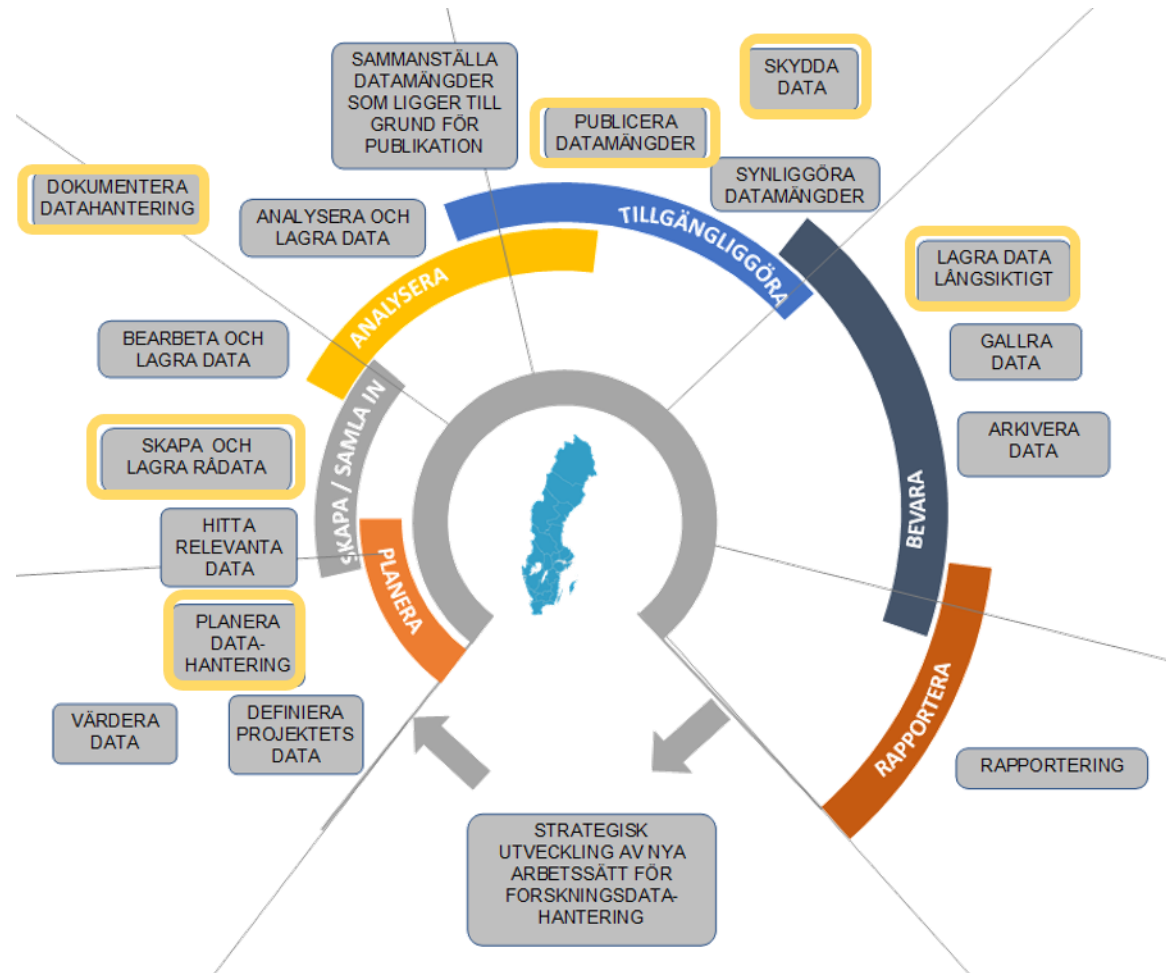 SAMMANSTÄLLA
DATAMÄNGDER
SOM LIGGER TILL
GRUND FÖR
PUBLIKATION
SKYDDA
DATA
PUBLICERA
DATAMÄNGDER
SYNLIGGÖRA
DATAMÄNGDER
DOKUMENTERA
DATAHANTERING
ANALYSERA OCH
LAGRA DATA
TILLGÄNGLIGGÖRA
LAGRA DATA
LÅNGSIKTIGT
ANALYSERA
BEARBETA OCH
LAGRA DATA
GALLRA
DATA
SKAPA / SAMLA IN
SKAPA OCH
LAGRA RÅDATA
ARKIVERA
DATA
BEVARA
HITTA
RELEVANTA
DATA
PLANERA
PLANERA
DATA-
HANTERING
VÄRDERA
DATA
DEFINIERA
PROJEKTETS
DATA
RAPPORTERA
RAPPORTERING
STRATEGISK
UTVECKLING AV NYA
ARBETSSÄTT FÖR
FORSKNINGSDATA-
HANTERING